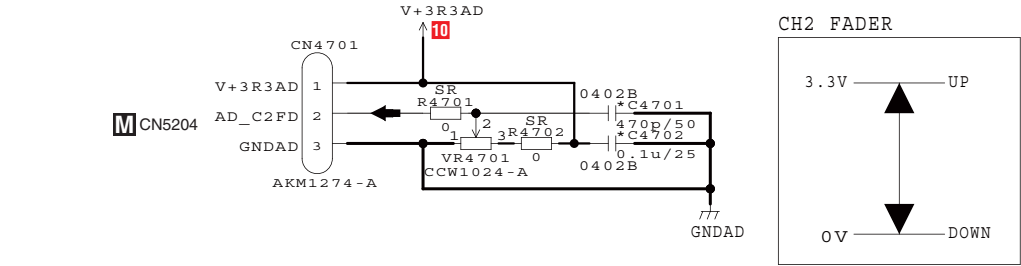 V+3R3AD
10
CN4701
V+3R3AD 1
AD_C2FD 2
GNDAD 3
M CN5204
AKM1274-A
SR
R4701
0
1 2 3
VR4701
CCW1024-A
SR
R4702
0
0402B
*C4701
470p/50
*C4702
0.1u/25
0402B
GNDAD
CH2 FADER
3.3V UP
0V DOWN